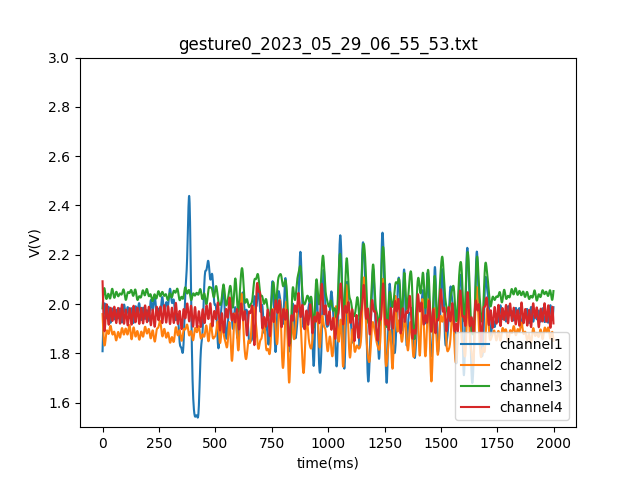 gesture0_2023_05_29_06_55_53.txt
3.0
2.8
2.6
2.4
2.2
2.0
1.8
1.6
V(V)
channel1
channel2
channel3
channel4
0 250 500 750 1000 1250 1500 1750 2000
time(ms)